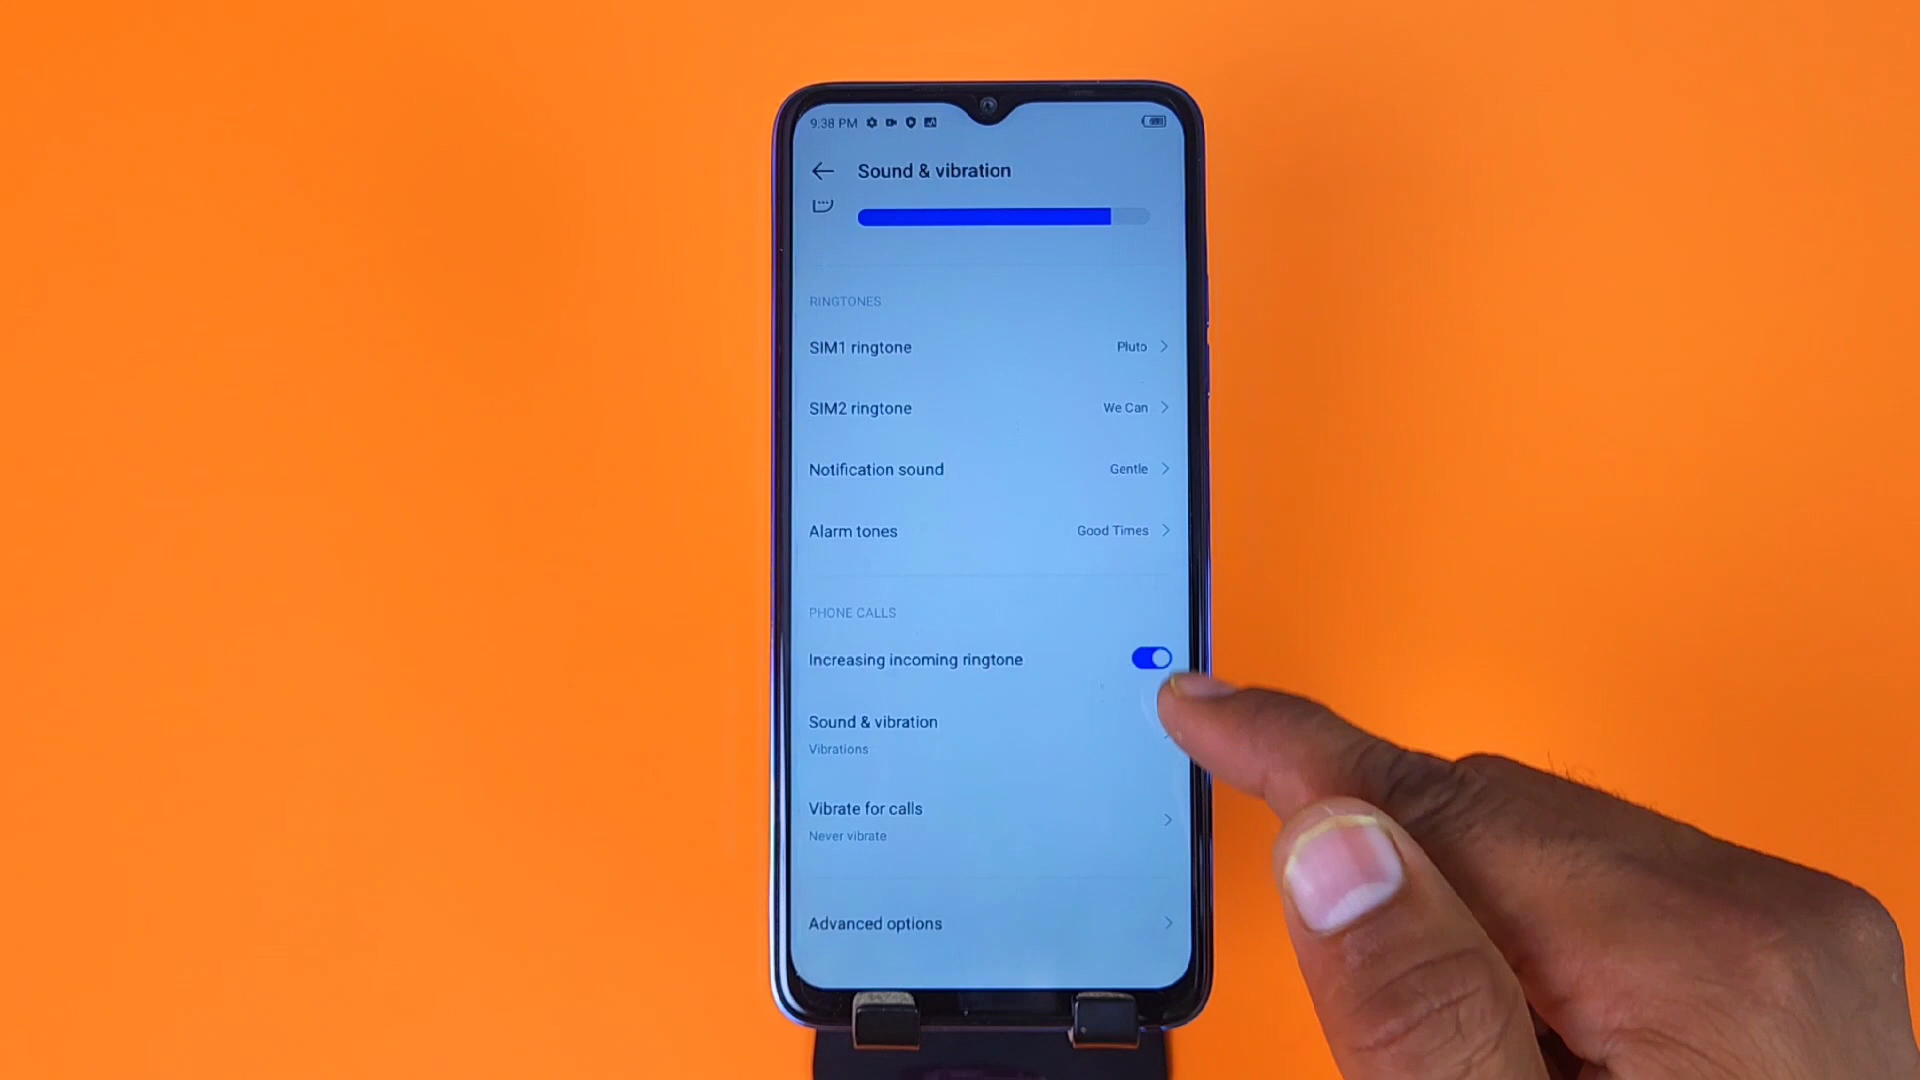 9:38 PM
Sound & vibration
RINGTONES
SIM1 ringtone Pluto
SIM2 ringtone We Can
Notification sound Gentle
Alarm tones Good Times
PHONE CALLS
Increasing incoming ringtone
Sound & vibration
Vibrations
Vibrate for calls
Never vibrate
Advanced options